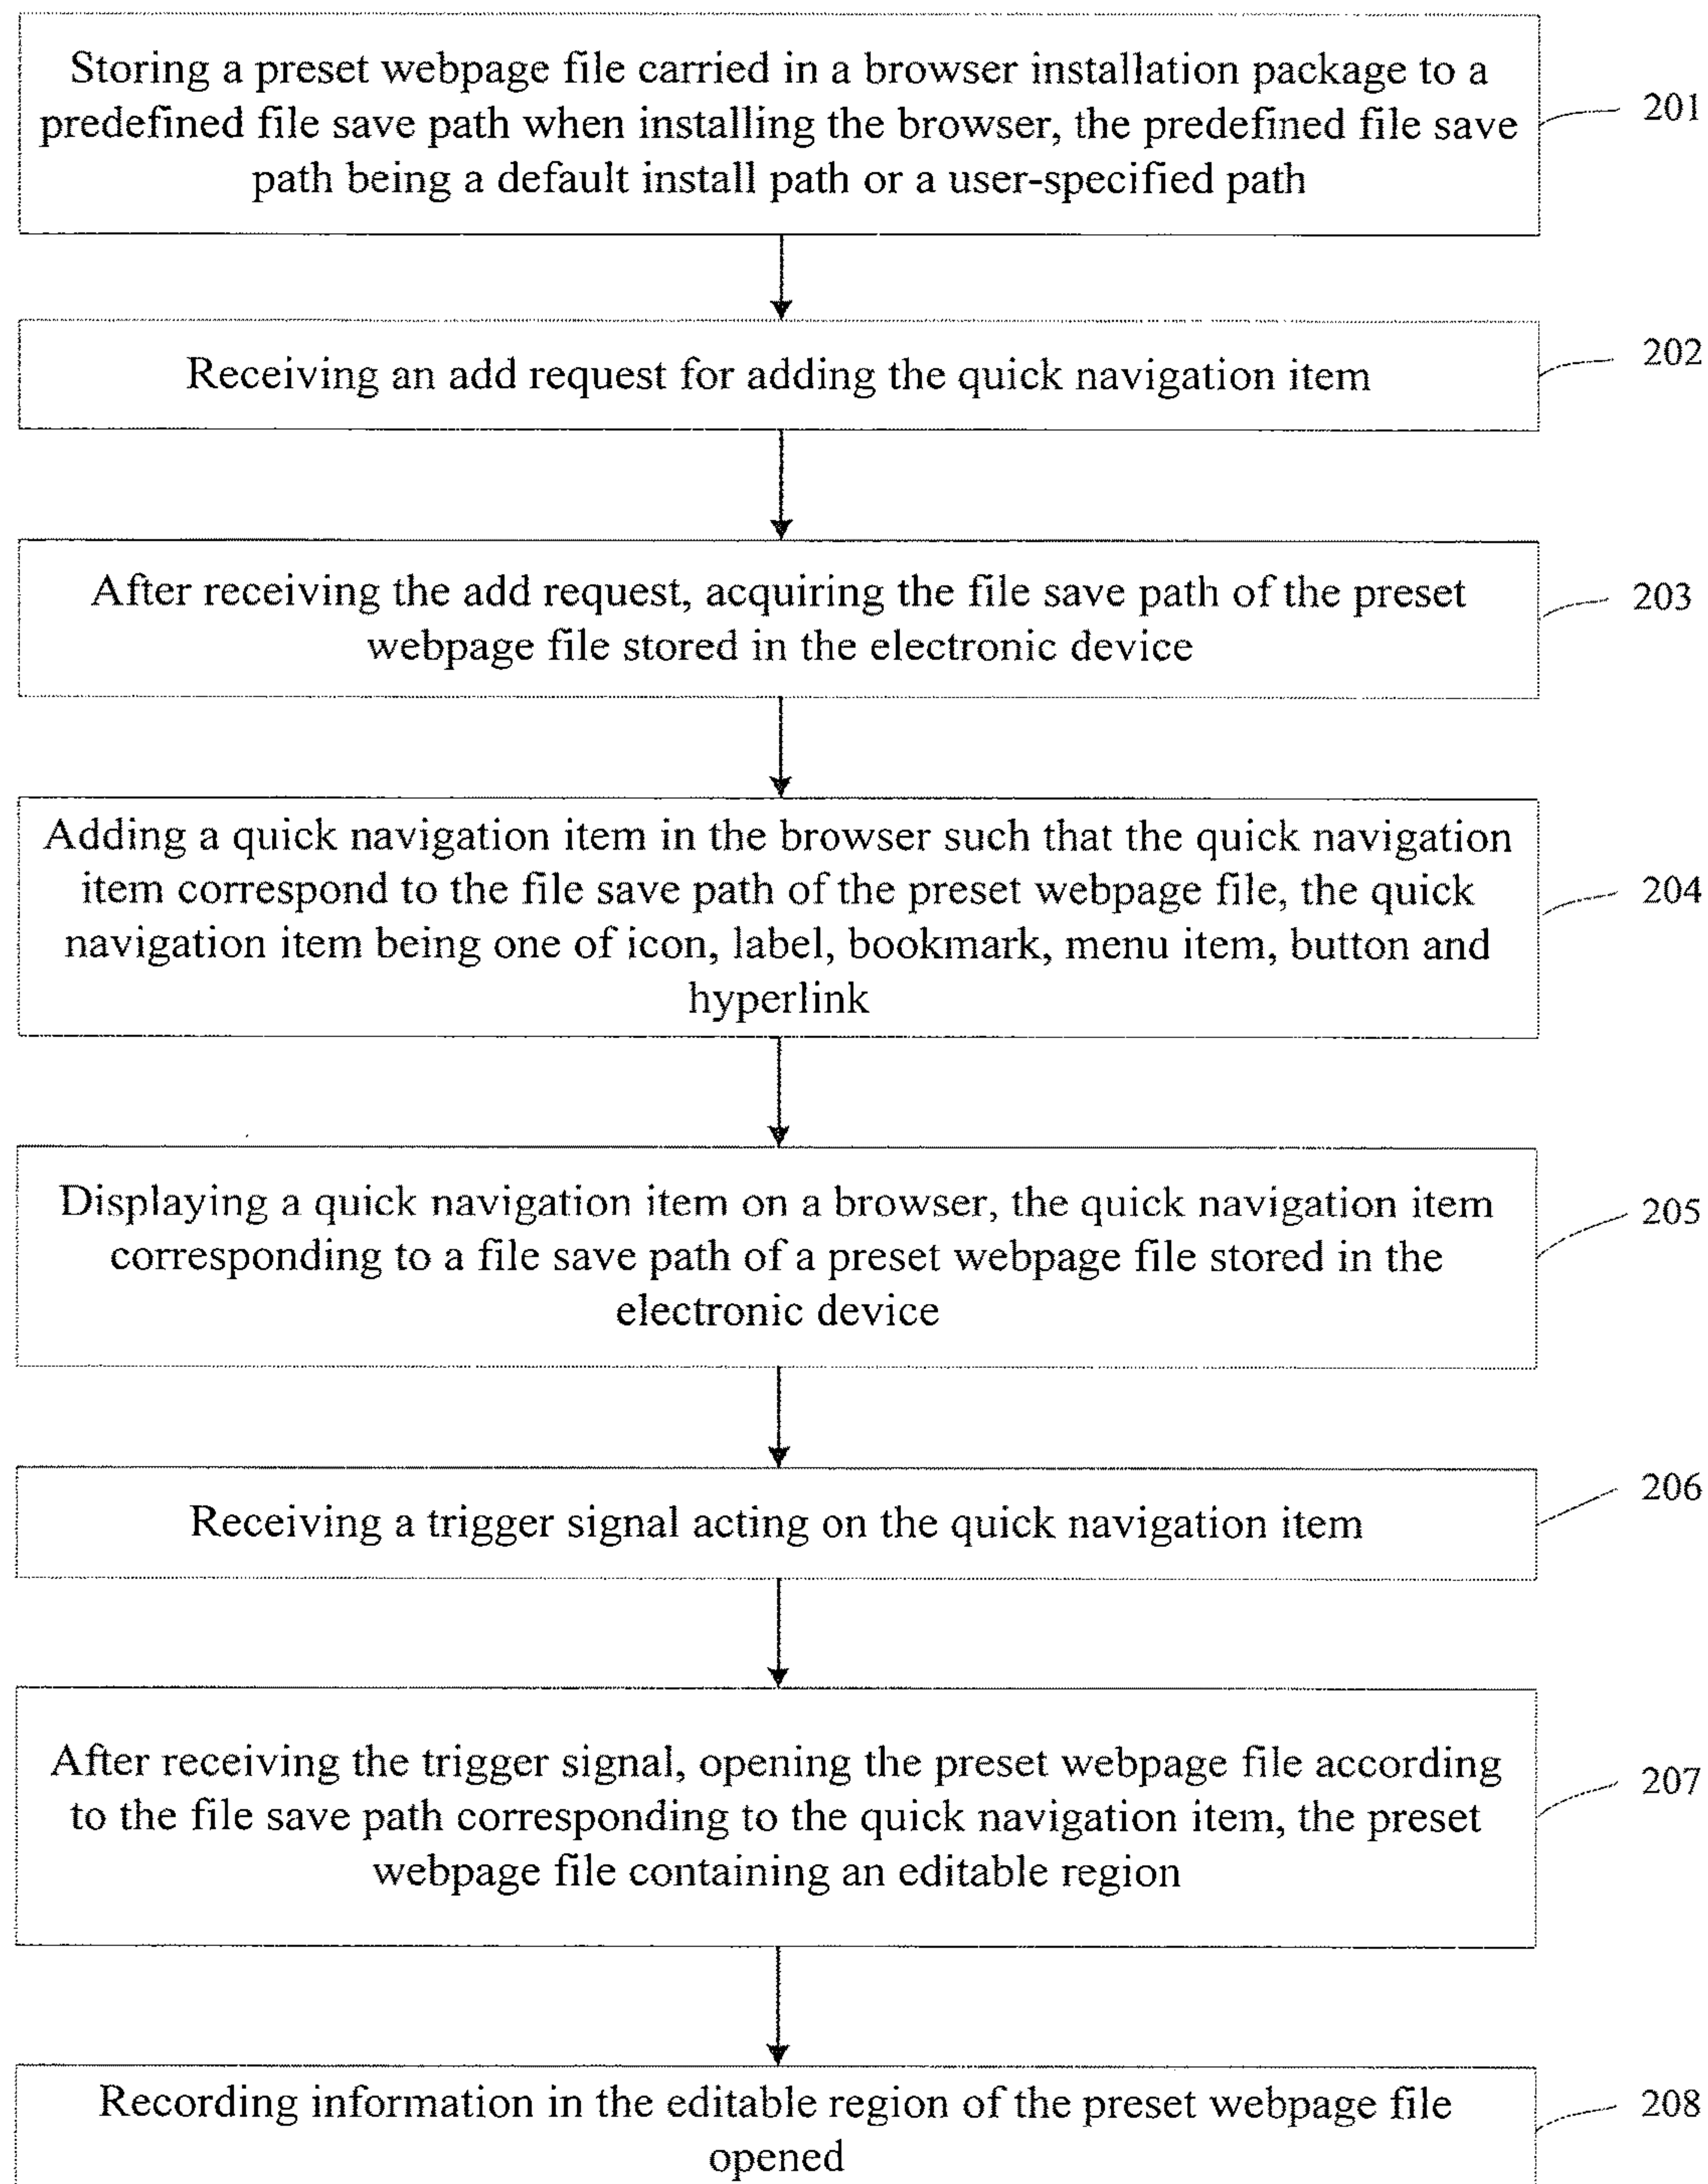 Storing a preset webpage file carried in a browser installation package to a
predefined file save path when installing the browser, the predefined file save
path being a default install path or a user-specified path
201
Receiving an add request for adding the quick navigation item
202
After receiving the add request, acquiring the file save path of the preset
webpage file stored in the electronic device
203
Adding a quick navigation item in the browser such that the quick navigation
item correspond to the file save path of the preset webpage file, the quick
navigation item being one of icon, label, bookmark, menu item, button and
hyperlink
204
Displaying a quick navigation item on a browser, the quick navigation item
corresponding to a file save path of a preset webpage file stored in the
electronic device
205
Receiving a trigger signal acting on the quick navigation item
206
After receiving the trigger signal, opening the preset webpage file according
to the file save path corresponding to the quick navigation item, the preset
webpage file containing an editable region
207
Recording information in the editable region of the preset webpage file
opened
208